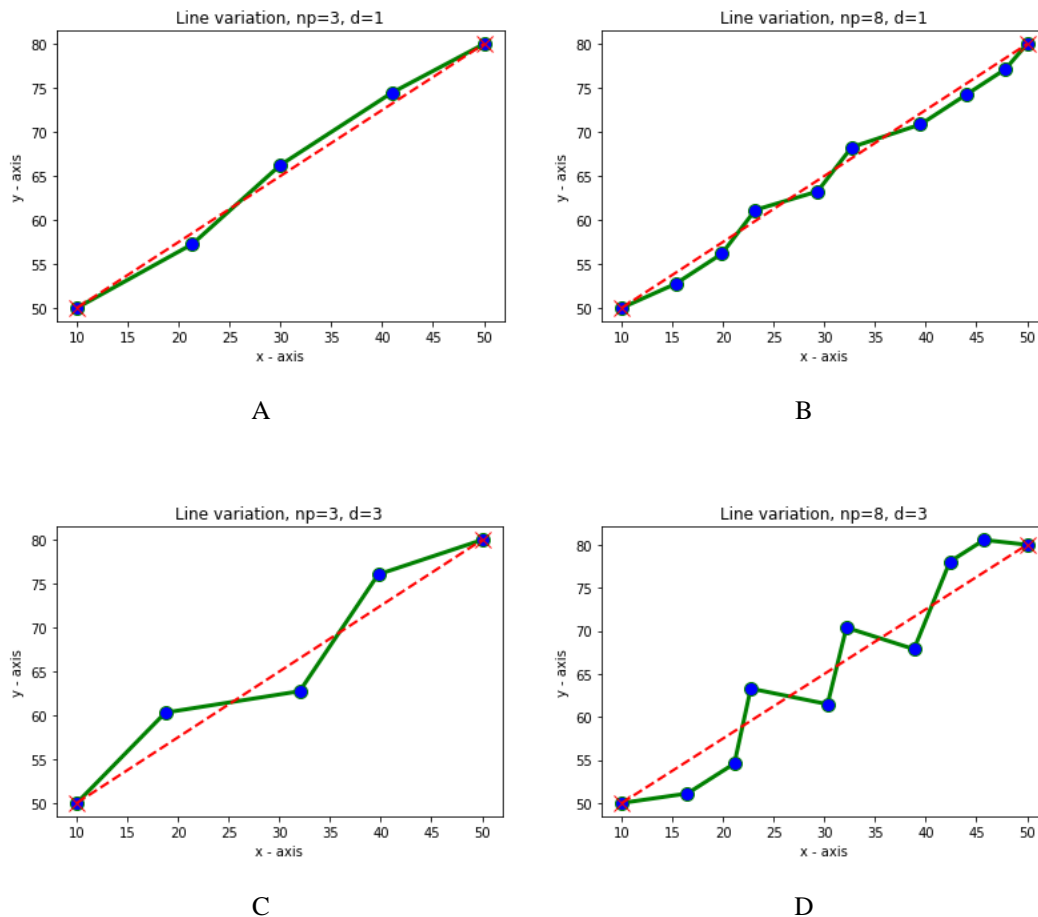 Line variation, np=3, d=1
80
75
70
65
60
55
50
y - axis
10 15 20 25 30 35 40 45 50
x - axis
A
Line variation, np=8, d=1
80
75
70
65
60
55
50
y - axis
10 15 20 25 30 35 40 45 50
x - axis
B
Line variation, np=3, d=3
80
75
70
65
60
55
50
y - axis
10 15 20 25 30 35 40 45 50
x - axis
C
Line variation, np=8, d=3
80
75
70
65
60
55
50
y - axis
10 15 20 25 30 35 40 45 50
x - axis
D